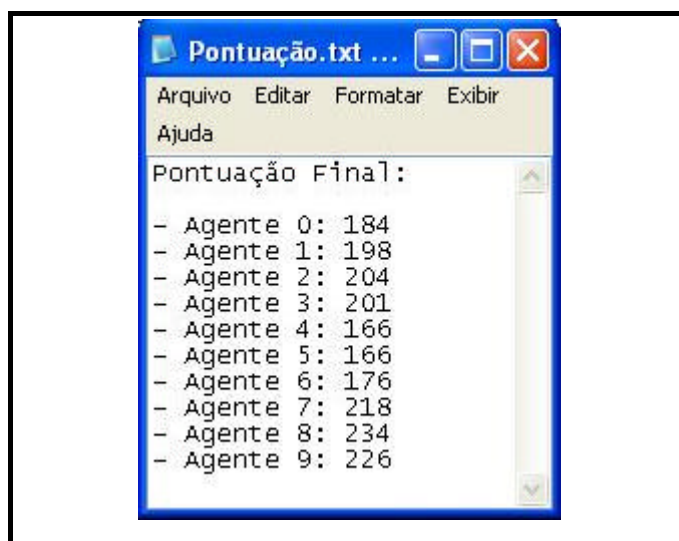 Pontuação.txt ...
Arquivo Editar Formatar Exibir
Ajuda
Pontuação Final:
- Agente 0: 184
- Agente 1: 198
- Agente 2: 204
- Agente 3: 201
- Agente 4: 166
- Agente 5: 166
- Agente 6: 176
- Agente 7: 218
- Agente 8: 234
- Agente 9: 226